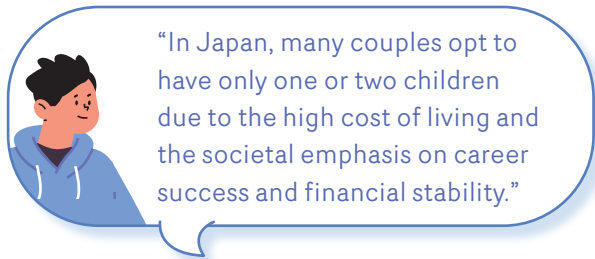 “In Japan, many couples opt to
have only one or two children
due to the high cost of living and
the societal emphasis on career
success and financial stability.”